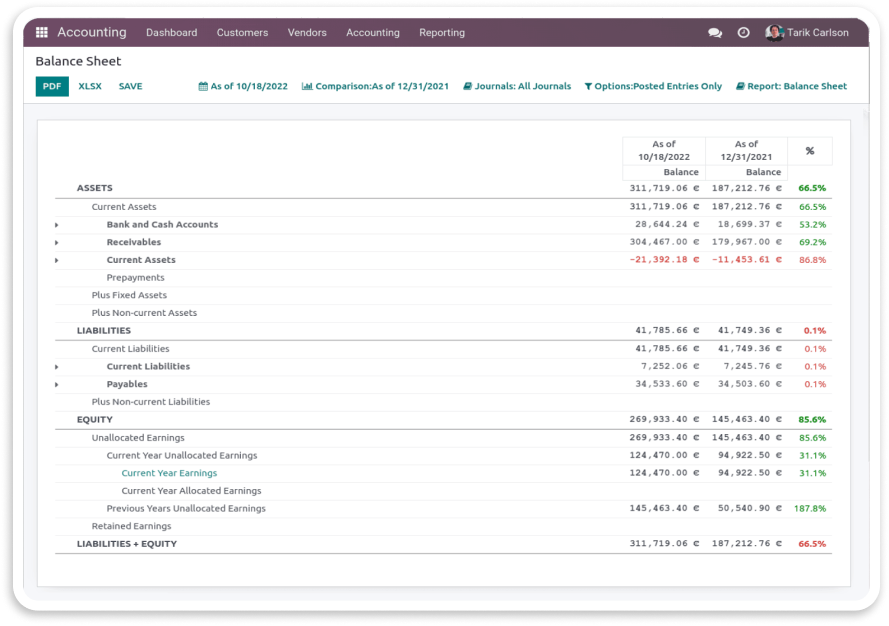 Accounting Dashboard Customers Vendors Accounting Reporting Tarik Carlson
Balance Sheet
PDF XLSX SAVE As of 10/18/2022 Comparison:As of 12/31/2021 Journals: All Journals Options:Posted Entries Only Report: Balance Sheet
As of As of
10/18/2022 12/31/2021 %
Balance Balance
ASSETS 311,719.06 € 187,212.76 € 66.5%
Current Assets 311,719.06 € 187,212.76 € 66.5%
Bank and Cash Accounts 28,644.24 € 18,699.37 € 53.2%
Receivables 304,467.00 € 179,967.00 € 69.2%
Current Assets -21,392.18 € -11,453.61 € 86.8%
Prepayments
Plus Fixed Assets
Plus Non-current Assets
LIABILITIES 41,785.66 € 41,749.36 € 0.1%
Current Liabilities 41,785.66 € 41,749.36 € 0.1%
Current Liabilities 7,252.06 € 7,245.76 € 0.1%
Payables 34,533.60 € 34,503.60 € 0.1%
Plus Non-current Liabilities
EQUITY 269,933.40 € 145,463.40 € 85.6%
Unallocated Earnings 269,933.40 € 145,463.40 € 85.6%
Current Year Unallocated Earnings 124,470.00 € 94,922.50 € 31.1%
Current Year Earnings 124,470.00 € 94,922.50 € 31.1%
Current Year Allocated Earnings
Previous Years Unallocated Earnings 145,463.40 € 50,540.90 € 187.8%
Retained Earnings
LIABILITIES + EQUITY 311,719.06 € 187,212.76 € 66.5%